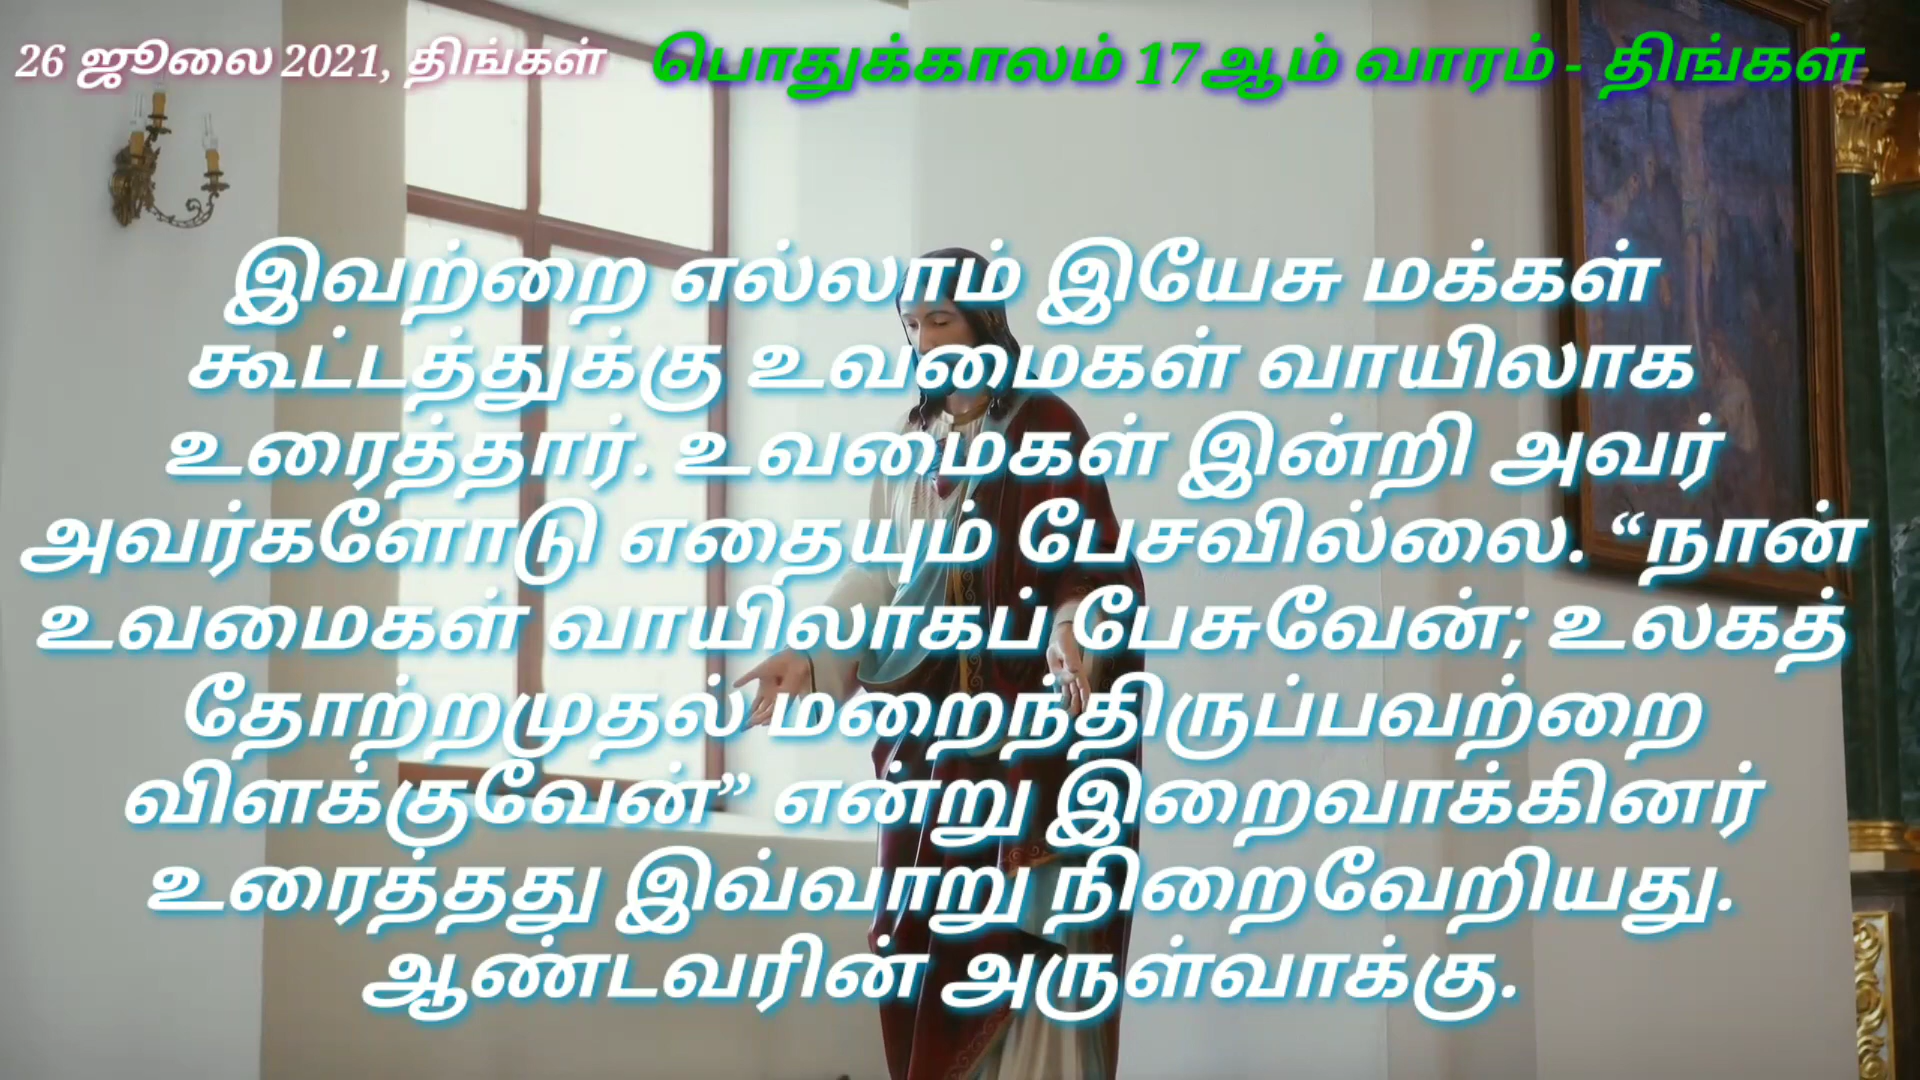 26 ஜூலை 2021, திங்கள்
பொதுக்காலம் 17ஆம் வாரம் - திங்கள்
இவற்றை எல்லாம் இயேசு மக்கள்
கூட்டத்துக்கு உவமைகள் வாயிலாக
உரைத்தார். உவமைகள் இன்றி அவர்
அவர்களோடு எதையும் பேசவில்லை. “நான்
உவமைகள் வாயிலாகப் பேசுவேன்; உலகத்
தோற்றமுதல் மறைந்திருப்பவற்றை
விளக்குவேன்” என்று இறைவாக்கினர்
உரைத்தது இவ்வாறு நிறைவேறியது.
ஆண்டவரின் அருள்வாக்கு.